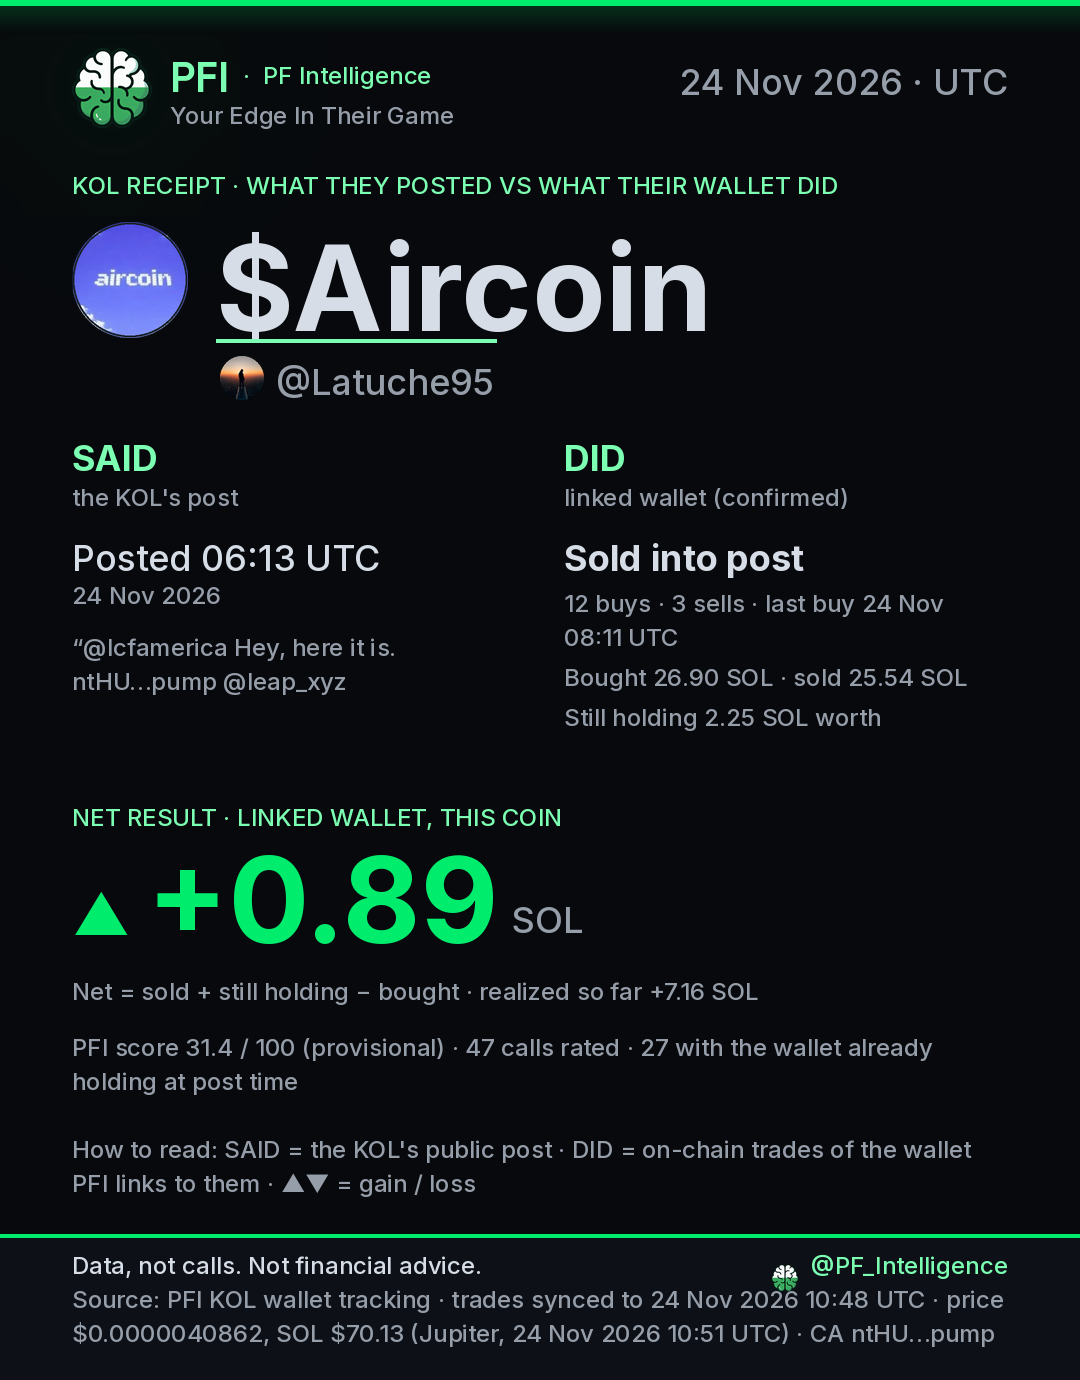 PFI · PF Intelligence
Your Edge In Their Game
24 Nov 2026 · UTC
KOL RECEIPT · WHAT THEY POSTED VS WHAT THEIR WALLET DID
aircoin
$Aircoin
@Latuche95
SAID
the KOL's post
Posted 06:13 UTC
24 Nov 2026
“@lcfamerica Hey, here it is.
ntHU…pump @leap_xyz
DID
linked wallet (confirmed)
Sold into post
12 buys · 3 sells · last buy 24 Nov
08:11 UTC
Bought 26.90 SOL · sold 25.54 SOL
Still holding 2.25 SOL worth
NET RESULT · LINKED WALLET, THIS COIN
▲ +0.89 SOL
Net = sold + still holding − bought · realized so far +7.16 SOL
PFI score 31.4 / 100 (provisional) · 47 calls rated · 27 with the wallet already
holding at post time
How to read: SAID = the KOL's public post · DID = on-chain trades of the wallet
PFI links to them · ▲▼ = gain / loss
Data, not calls. Not financial advice.
@PF_Intelligence
Source: PFI KOL wallet tracking · trades synced to 24 Nov 2026 10:48 UTC · price
$0.0000040862, SOL $70.13 (Jupiter, 24 Nov 2026 10:51 UTC) · CA ntHU…pump